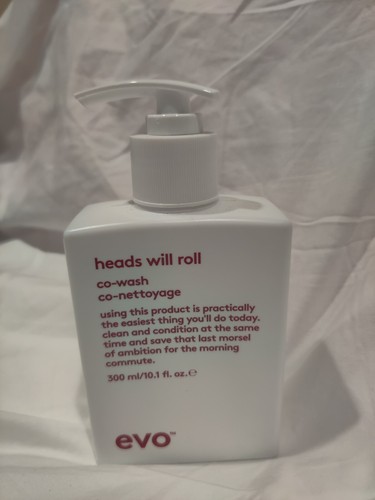 heads will roll
co-wash
co-nettoyage
using this product is practically
the easiest thing you'll do today.
clean and condition at the same
time and save that last morsel
of ambition for the morning
commute.
300 ml/10.1 fl. oz.℮
evo™